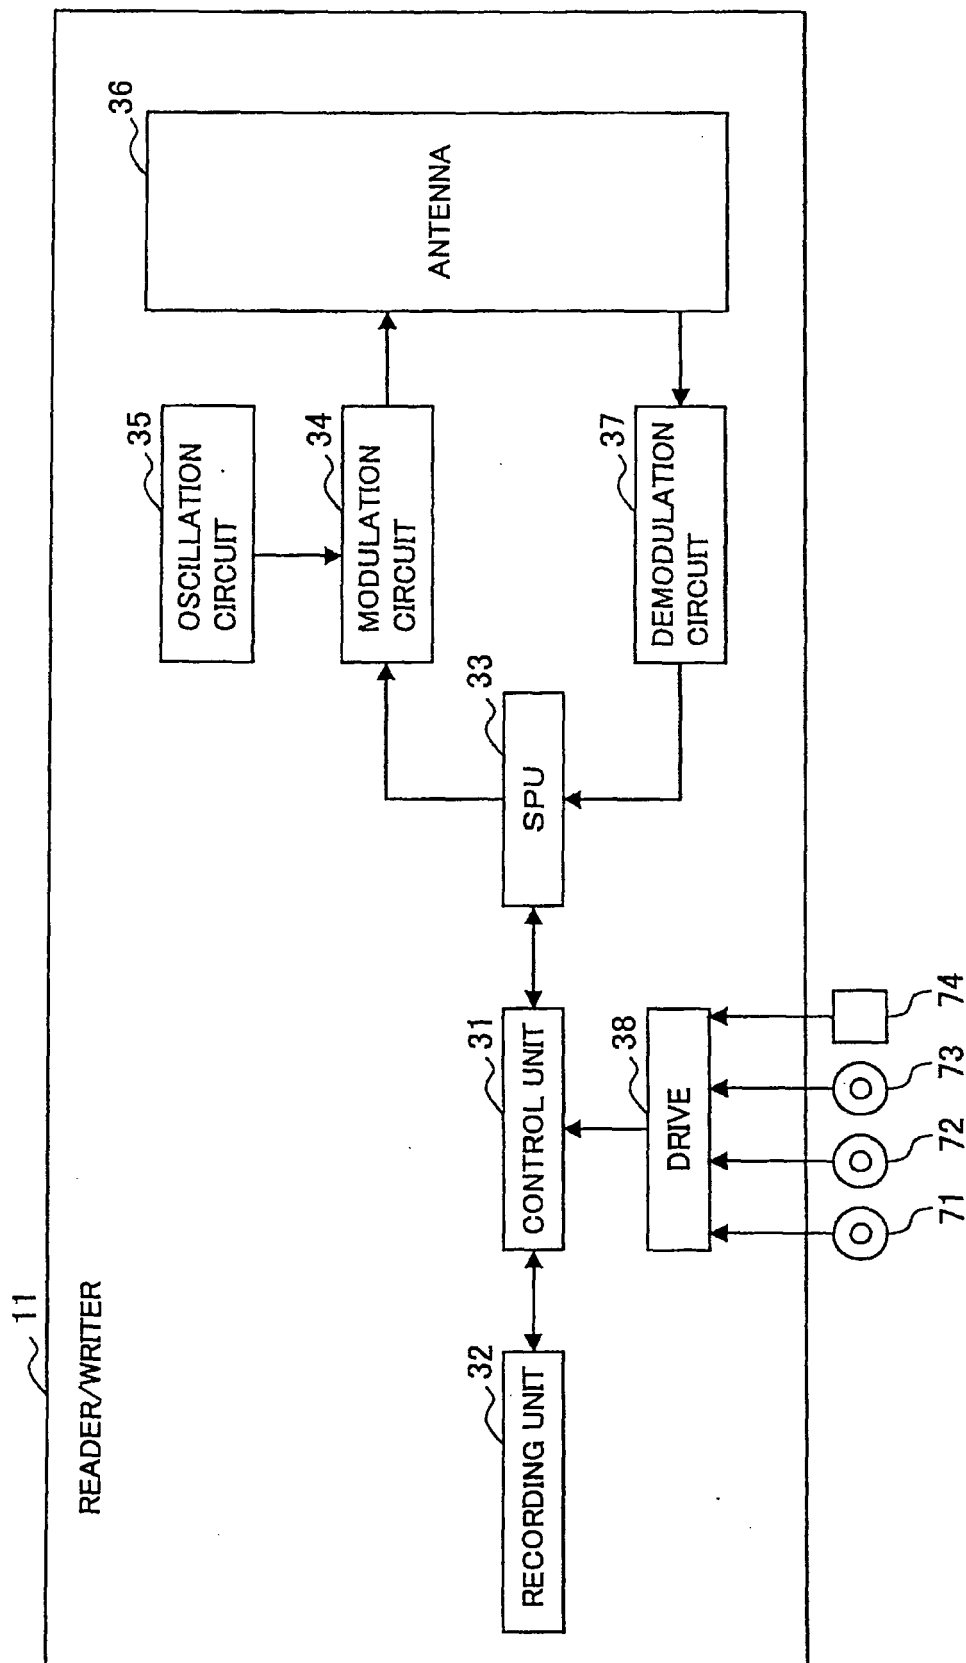 11
READER/WRITER
36
ANTENNA
35
OSCILLATION
CIRCUIT
34
MODULATION
CIRCUIT
37
DEMODULATION
CIRCUIT
33
SPU
31
CONTROL UNIT
32
RECORDING UNIT
38
DRIVE
71
72
73
74